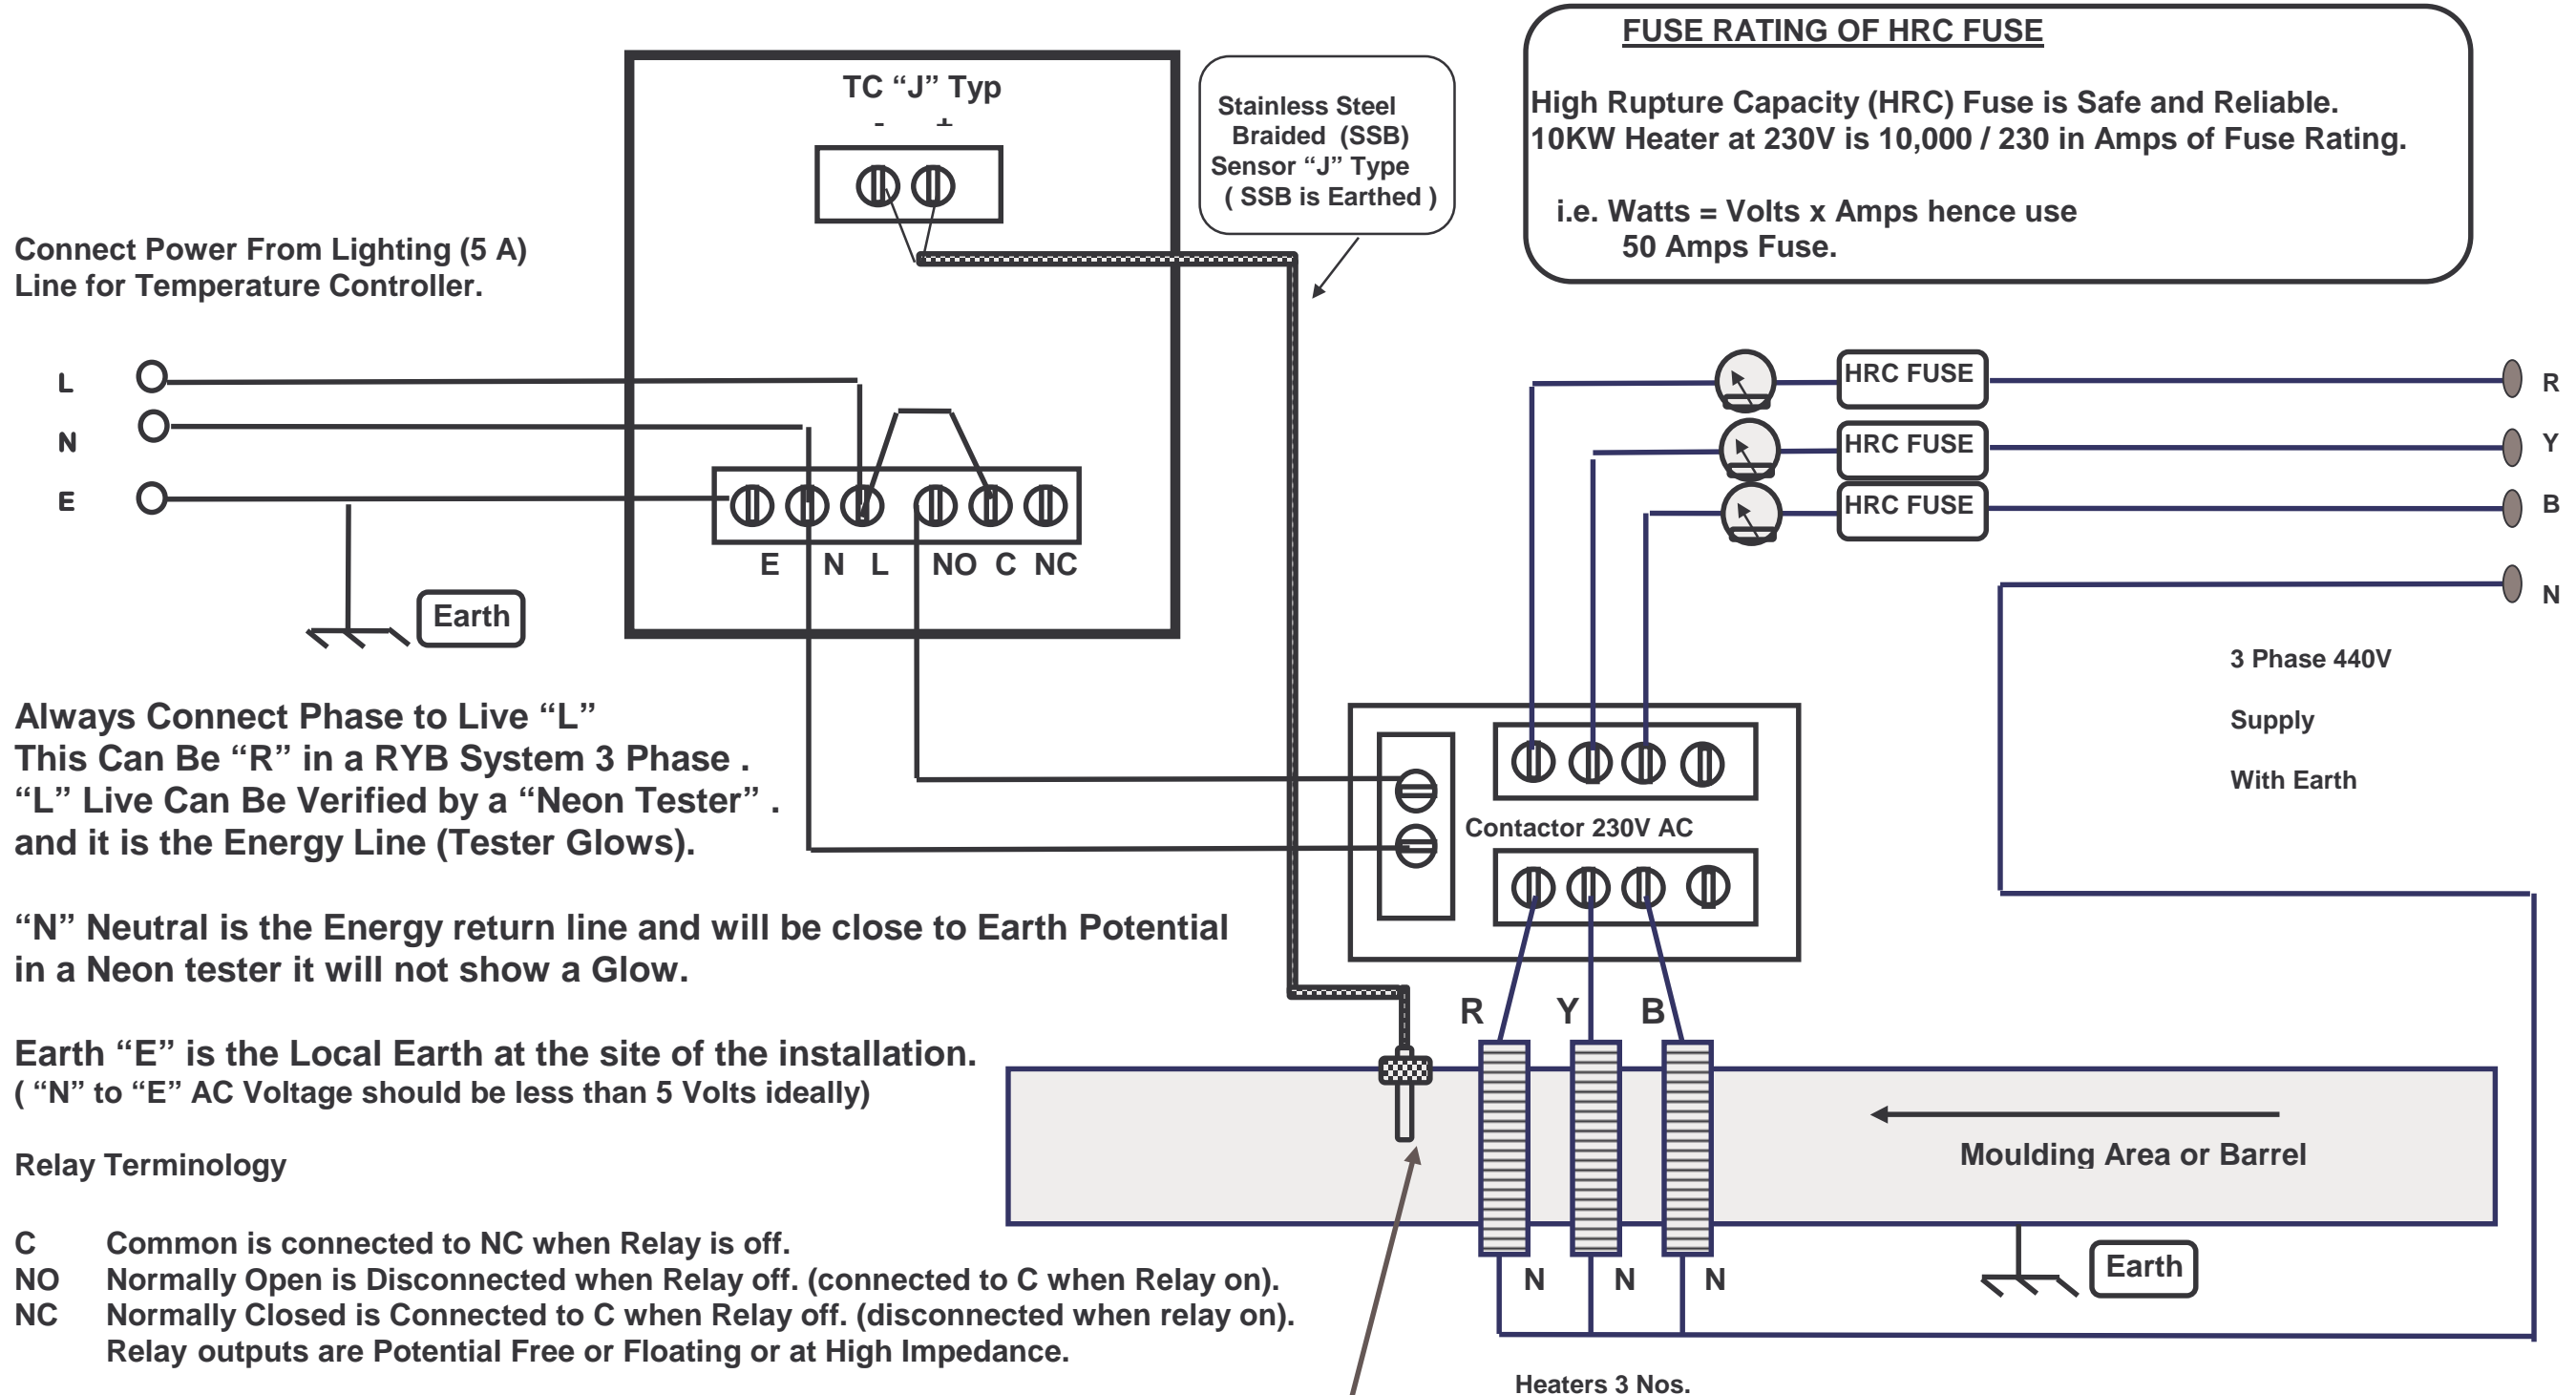 FUSE RATING OF HRC FUSE
High Rupture Capacity (HRC) Fuse is Safe and Reliable.
10KW Heater at 230V is 10,000 / 230 in Amps of Fuse Rating.
i.e. Watts = Volts x Amps hence use
50 Amps Fuse.
TC “J” Typ
- +
Stainless Steel
Braided (SSB)
Sensor “J” Type
( SSB is Earthed )
Connect Power From Lighting (5 A)
Line for Temperature Controller.
L
N
E
E N L NO C NC
Earth
HRC FUSE
R
HRC FUSE
Y
HRC FUSE
B
N
3 Phase 440V
Supply
With Earth
Always Connect Phase to Live “L”
This Can Be “R” in a RYB System 3 Phase .
“L” Live Can Be Verified by a “Neon Tester” .
and it is the Energy Line (Tester Glows).
“N” Neutral is the Energy return line and will be close to Earth Potential
in a Neon tester it will not show a Glow.
Earth “E” is the Local Earth at the site of the installation.
( “N” to “E” AC Voltage should be less than 5 Volts ideally)
Contactor 230V AC
R Y B
Moulding Area or Barrel
Earth
N N N
Heaters 3 Nos.
Relay Terminology
C Common is connected to NC when Relay is off.
NO Normally Open is Disconnected when Relay off. (connected to C when Relay on).
NC Normally Closed is Connected to C when Relay off. (disconnected when relay on).
Relay outputs are Potential Free or Floating or at High Impedance.